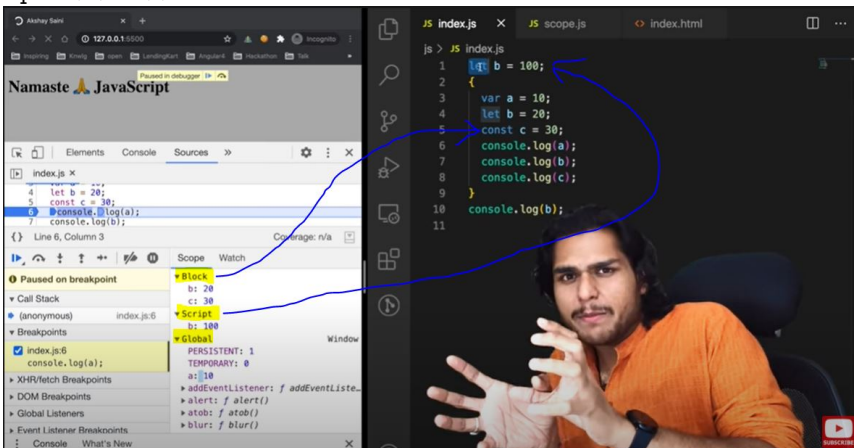 Akshay Saini
127.0.0.1:5500
Incognito
Inspiring Knwlg open LendingKart Angular4 Hackathon Talk
Paused in debugger
Namaste 🙏 JavaScript
Elements Console Sources »
index.js ×
4 let b = 20;
5 const c = 30;
6 console.log(a);
7 console.log(b);
{} Line 6, Column 3 Coverage: n/a
Scope Watch
Paused on breakpoint
▾ Call Stack
(anonymous) index.js:6
▾ Breakpoints
index.js:6
console.log(a);
▸ XHR/fetch Breakpoints
▸ DOM Breakpoints
▸ Global Listeners
▸ Event Listener Breakpoints
▾ Block
b: 20
c: 30
▾ Script
b: 100
▾ Global Window
PERSISTENT: 1
TEMPORARY: 0
a: 10
▸ addEventListener: ƒ addEventListe…
▸ alert: ƒ alert()
▸ atob: ƒ atob()
▸ blur: ƒ blur()
Console What's New
JS index.js × JS scope.js <> index.html
js > JS index.js
1 let b = 100;
2 {
3 var a = 10;
4 let b = 20;
5 const c = 30;
6 console.log(a);
7 console.log(b);
8 console.log(c);
9 }
10 console.log(b);
11
SUBSCRIBE